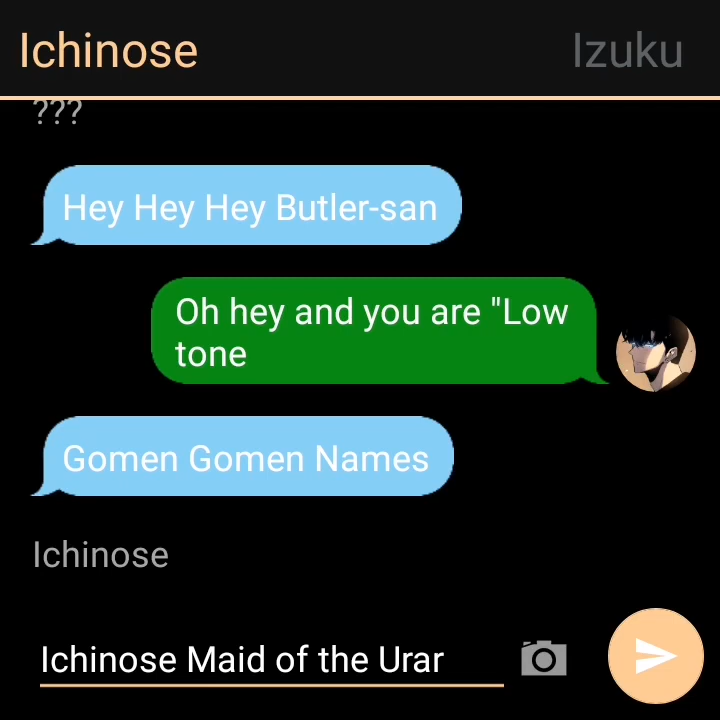 Ichinose Izuku
???
Hey Hey Hey Butler-san
Oh hey and you are "Low
tone
Gomen Gomen Names
Ichinose
Ichinose Maid of the Urar